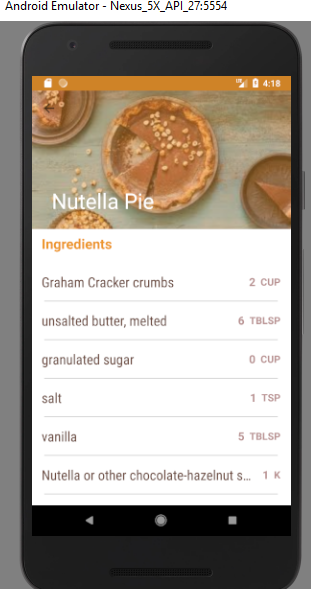 Android Emulator - Nexus_5X_API_27:5554
4:18
Nutella Pie
Ingredients
Graham Cracker crumbs 2 CUP
unsalted butter, melted 6 TBLSP
granulated sugar 0 CUP
salt 1 TSP
vanilla 5 TBLSP
Nutella or other chocolate-hazelnut s... 1 K